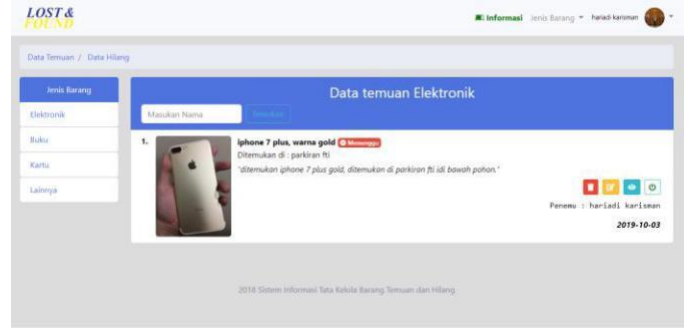 LOST &
FOUND
Informasi Jenis Barang hariadi karisman
Data Temuan / Data Hilang
Jenis Barang
Elektronik
Buku
Kartu
Lainnya
Data temuan Elektronik
Masukan Nama Temukan
1. iphone 7 plus, warna gold Menunggu
Ditemukan di : parkiran fti
"ditemukan iphone 7 plus gold, ditemukan di parkiran fti idi bawah pohon."
Penemu : hariadi karisman
2019-10-03
2018 Sistem Informasi Tata Kelola Barang Temuan dan Hilang.